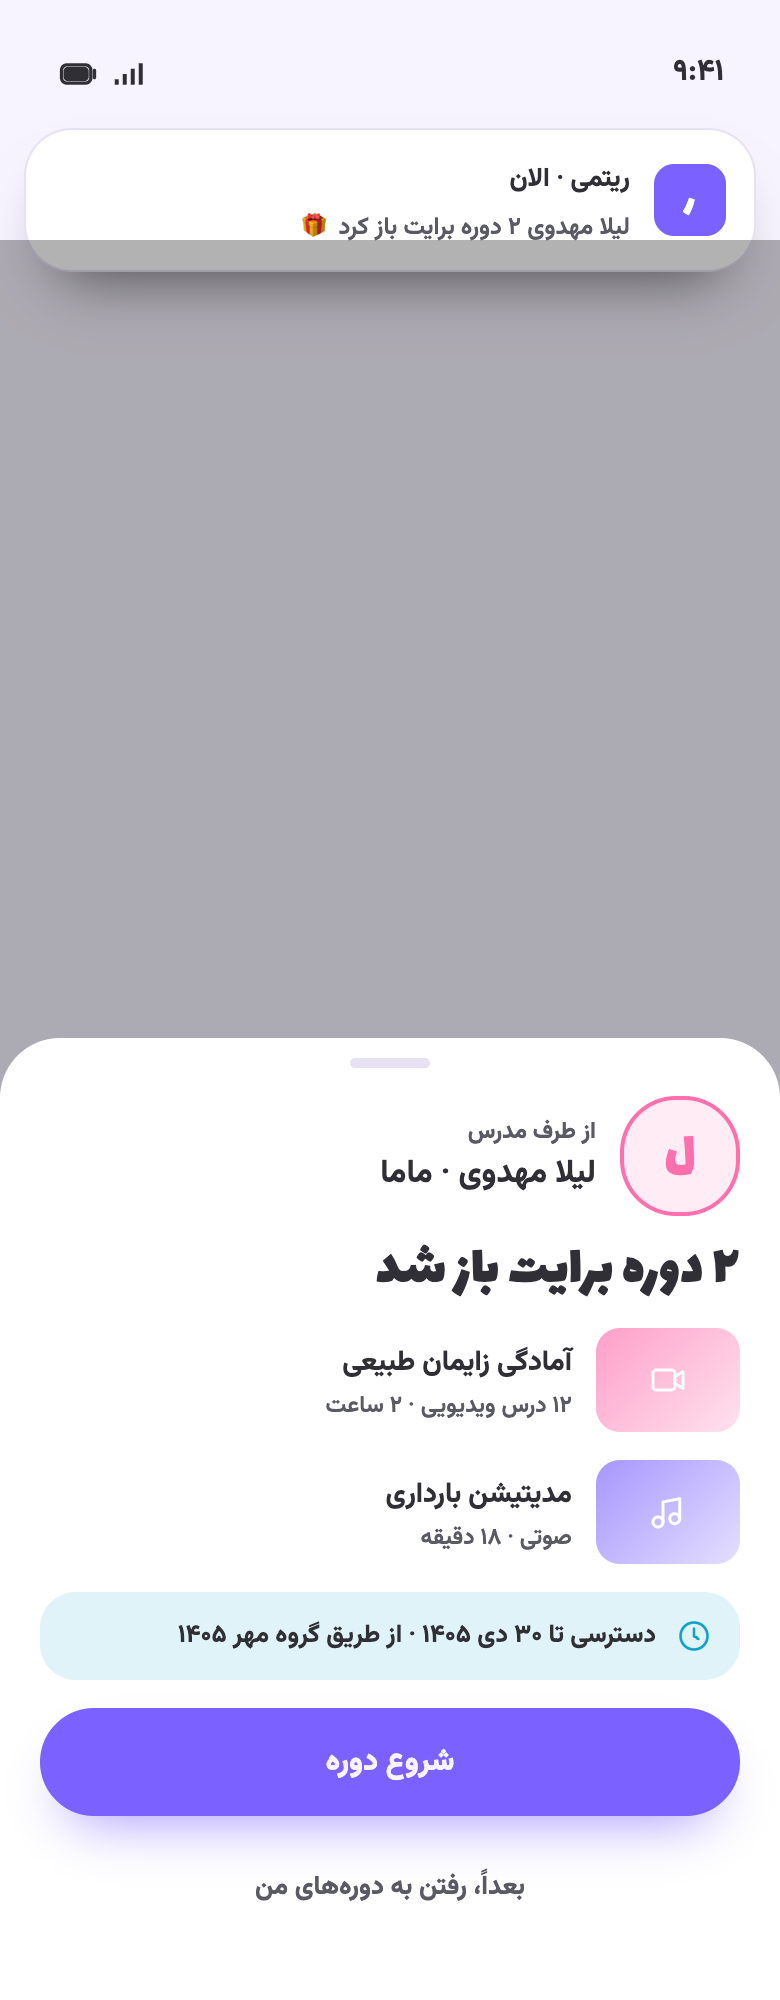 ۹:۴۱
ر
ریتمی · الان
لیلا مهدوی ۲ دوره برایت باز کرد 🎁
ل
از طرف مدرس
لیلا مهدوی · ماما
۲ دوره برایت باز شد
آمادگی زایمان طبیعی
۱۲ درس ویدیویی · ۲ ساعت
مدیتیشن بارداری
صوتی · ۱۸ دقیقه
دسترسی تا ۳۰ دی ۱۴۰۵ · از طریق گروه مهر ۱۴۰۵
شروع دوره
بعداً، رفتن به دوره‌های من